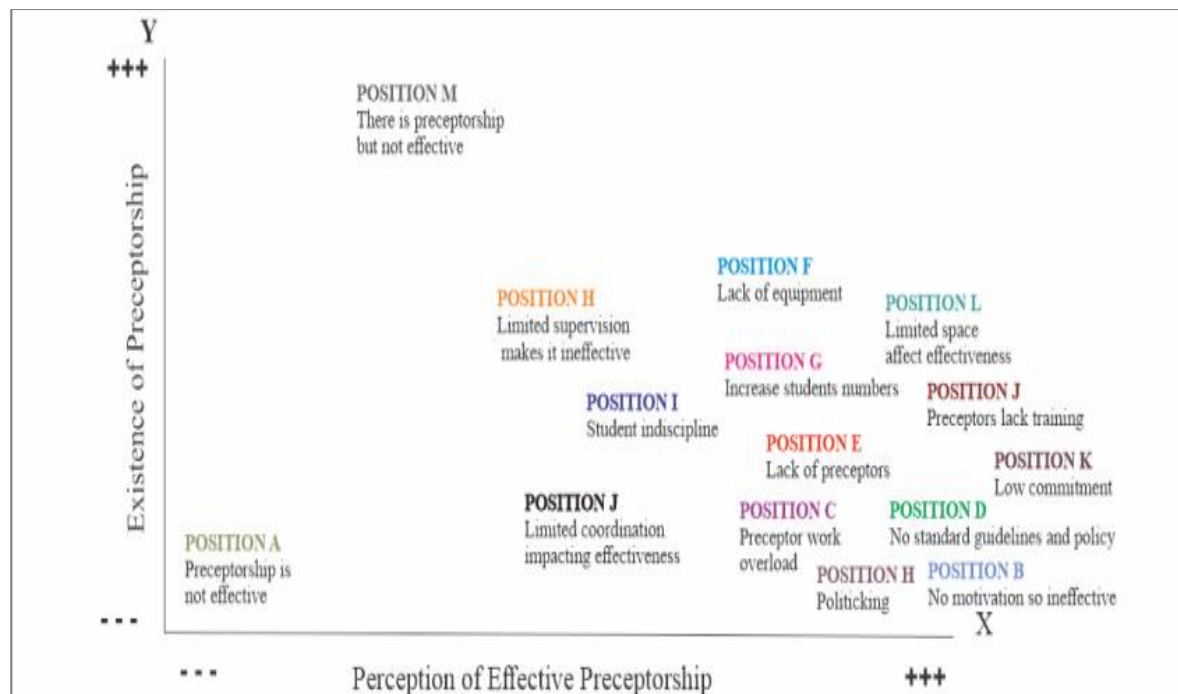 Y
+++
POSITION M
There is preceptorship
but not effective
Existence of Preceptorship
POSITION F
Lack of equipment
POSITION H
Limited supervision
makes it ineffective
POSITION L
Limited space
affect effectiveness
POSITION G
Increase students numbers
POSITION I
Student indiscipline
POSITION J
Preceptors lack training
POSITION E
Lack of preceptors
POSITION K
Low commitment
POSITION J
Limited coordination
impacting effectiveness
POSITION C
Preceptor work
overload
POSITION D
No standard guidelines and policy
POSITION A
Preceptorship is
not effective
POSITION H
Politicking
POSITION B
No motivation so ineffective
---
X
---
Perception of Effective Preceptorship
+++